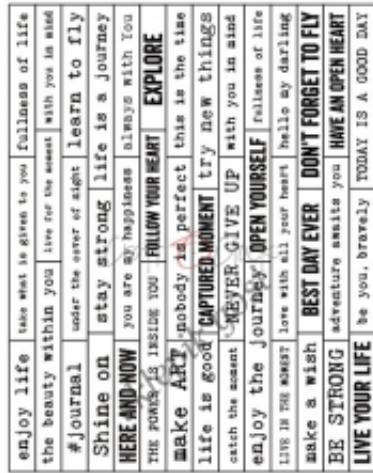 enjoy life take what is given to you fullness of life
the beauty within you live for the moment with you in mind
#journal under the cover of night learn to fly
Shine on stay strong life is a journey
HERE AND NOW you are my happiness always with You
THE POWER IS INSIDE YOU FOLLOW YOUR HEART EXPLORE
make ART nobody is perfect this is the time
life is good CAPTURED MOMENT try new things
catch the moment NEVER GIVE UP with you in mind
enjoy the journey OPEN YOURSELF fullness of life
LIVE IN THE MOMENT love with all your heart hello my darling
make a wish BEST DAY EVER DON'T FORGET TO FLY
BE STRONG adventure awaits you HAVE AN OPEN HEART
LIVE YOUR LIFE be you, bravely TODAY IS A GOOD DAY